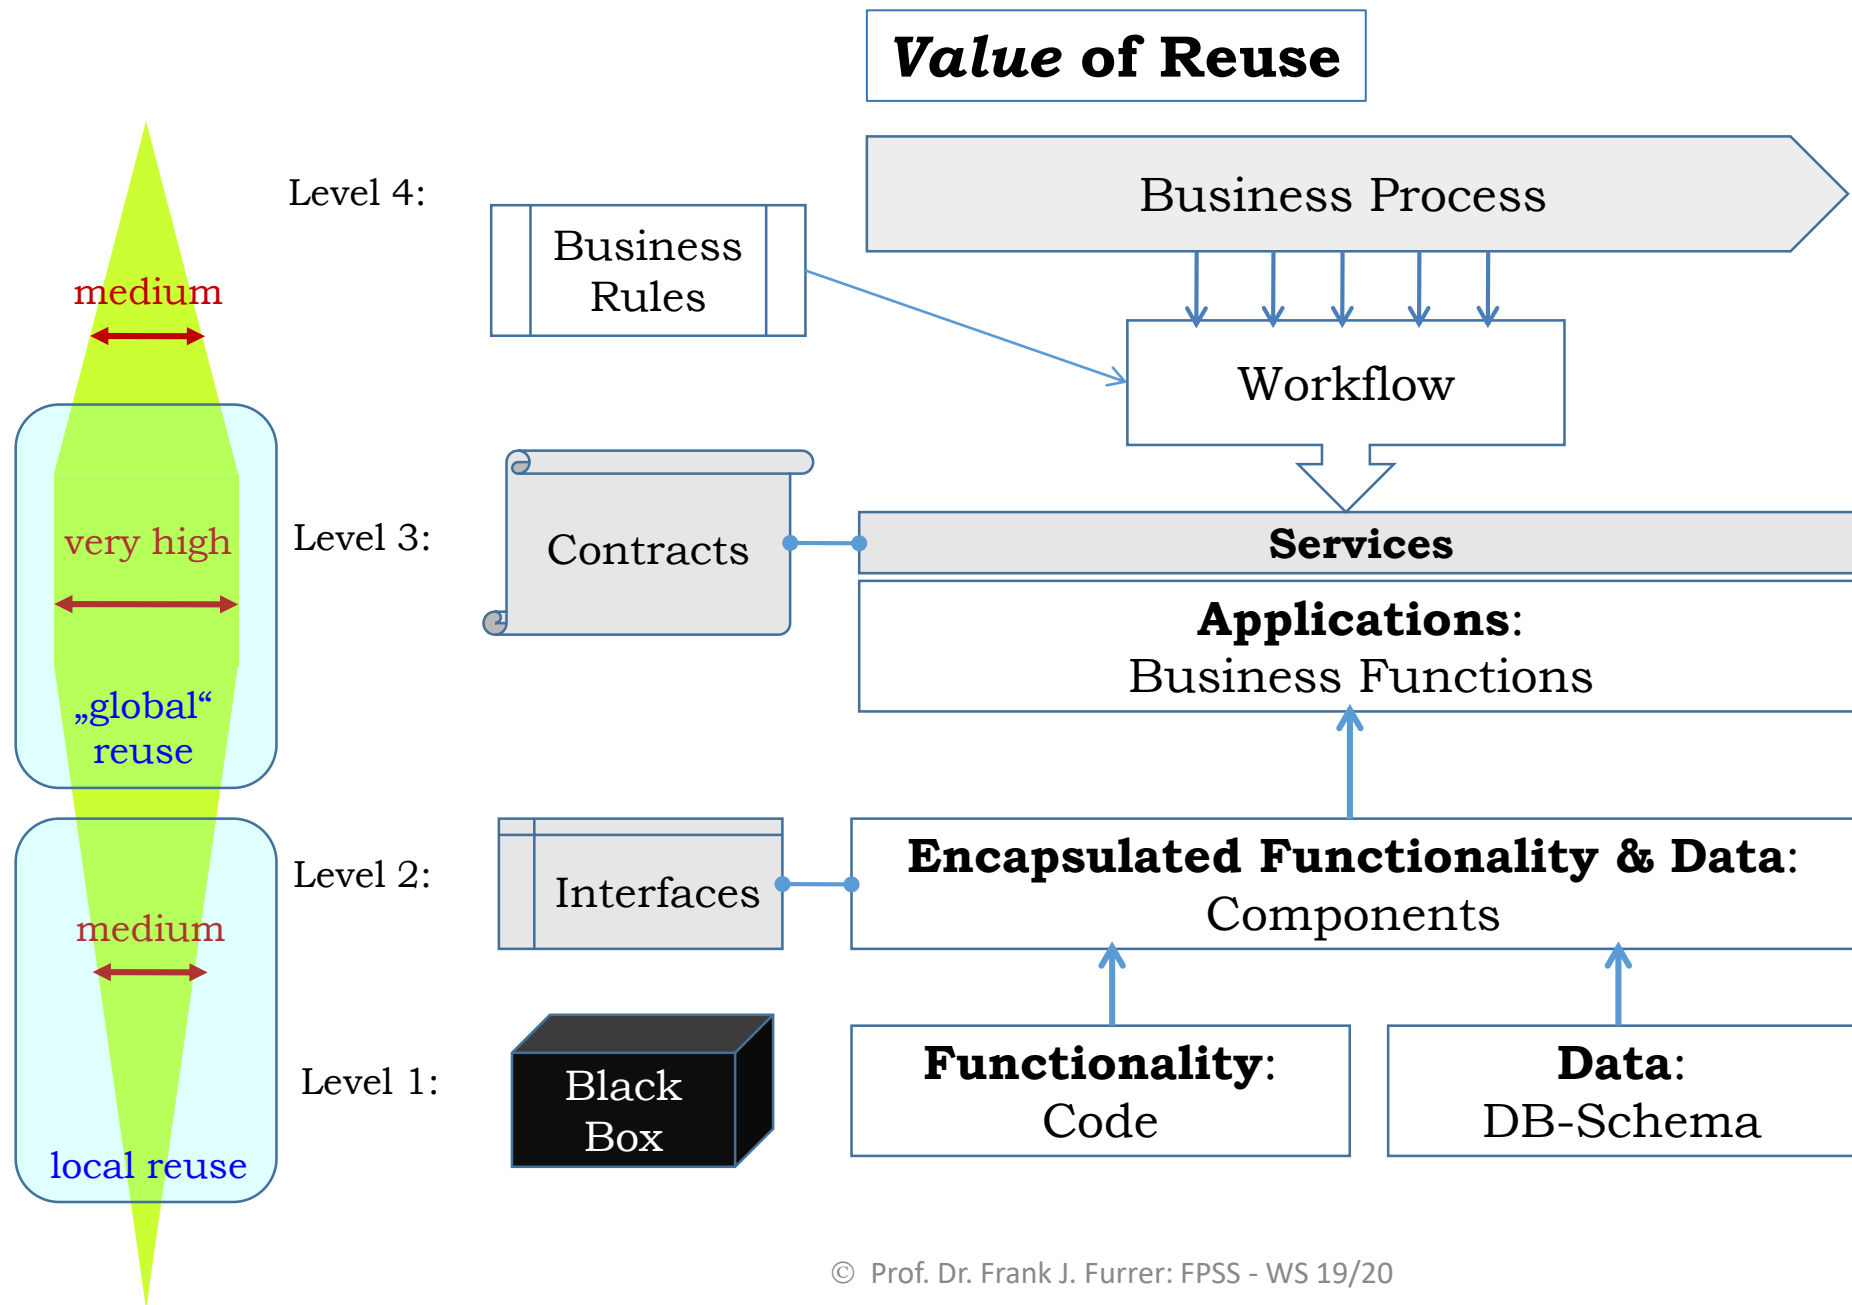 Value of Reuse
Level 4:
Business Process
Business
Rules
medium
Workflow
Level 3:
very high
Contracts
Services
Applications:
Business Functions
„global“
reuse
Level 2:
Interfaces
Encapsulated Functionality & Data:
Components
medium
Level 1:
Black
Box
Functionality:
Code
Data:
DB-Schema
local reuse
© Prof. Dr. Frank J. Furrer: FPSS - WS 19/20